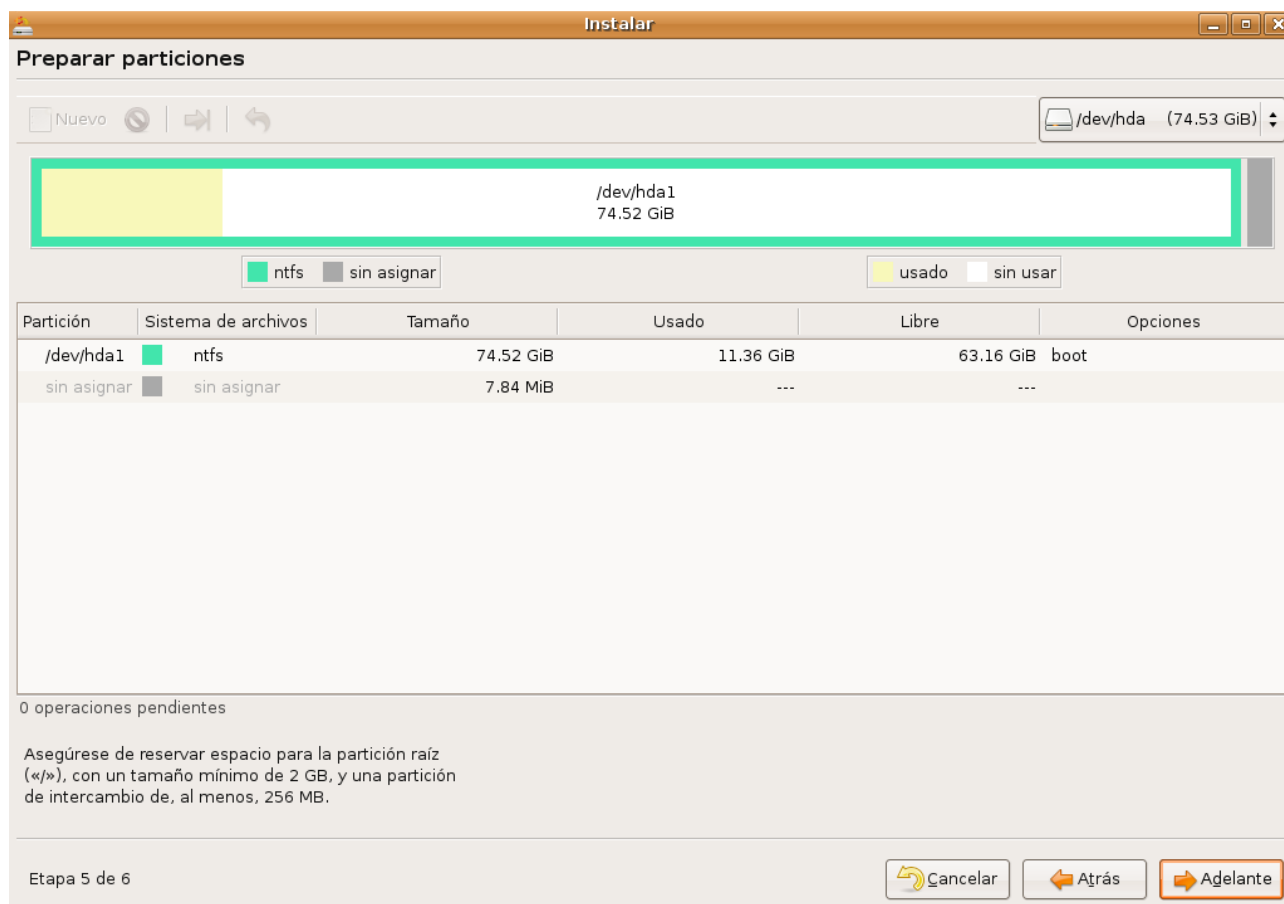 Instalar
Preparar particiones
Nuevo
/dev/hda (74.53 GiB)
/dev/hda1
74.52 GiB
ntfs sin asignar
usado sin usar
Partición Sistema de archivos Tamaño Usado Libre Opciones
/dev/hda1 ntfs 74.52 GiB 11.36 GiB 63.16 GiB boot
sin asignar sin asignar 7.84 MiB --- ---
0 operaciones pendientes
Asegúrese de reservar espacio para la partición raíz
(«/»), con un tamaño mínimo de 2 GB, y una partición
de intercambio de, al menos, 256 MB.
Etapa 5 de 6
Cancelar
Atrás
Adelante